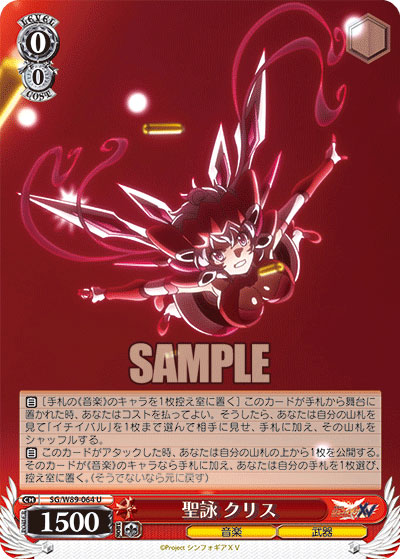 LEVEL
0
0
COST
SAMPLE
自［手札の《音楽》のキャラを1枚控え室に置く］このカードが手札から舞台に
置かれた時、あなたはコストを払ってよい。そうしたら、あなたは自分の山札を
見て「イチイバル」を1枚まで選んで相手に見せ、手札に加え、その山札を
シャッフルする。
自 このカードがアタックした時、あなたは自分の山札の上から1枚を公開する。
そのカードが《音楽》のキャラなら手札に加え、あなたは自分の手札を1枚選び、
控え室に置く。（そうでないなら元に戻す）
CH SG/W89-064 U
1500
聖詠 クリス
音楽
武器
XV
©Project シンフォギアXV